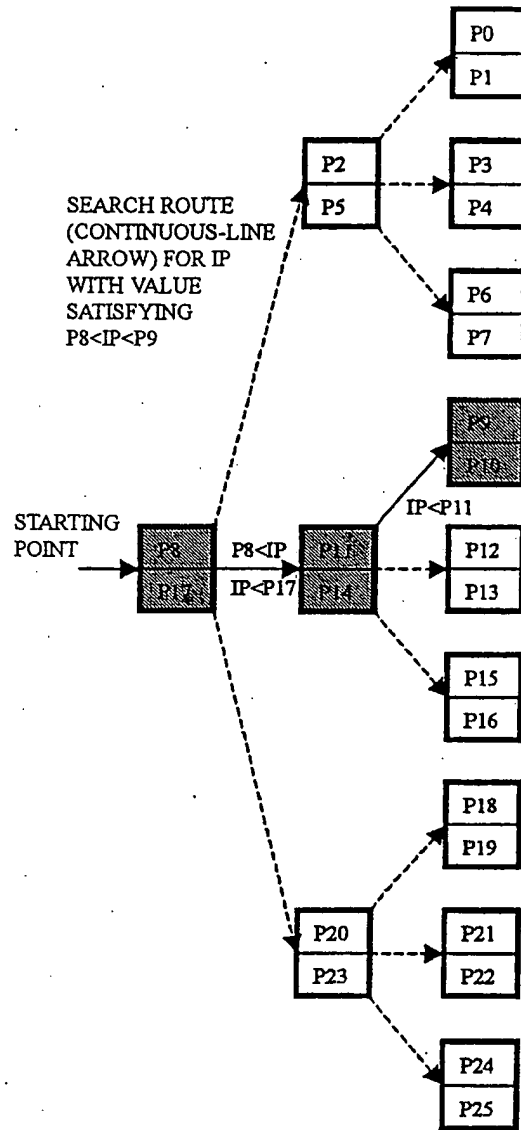 P0
P1
P2
P5
P3
P4
SEARCH ROUTE
(CONTINUOUS-LINE
ARROW) FOR IP
WITH VALUE
SATISFYING
P8<IP<P9
P6
P7
P9
P10
IP<P11
STARTING
POINT
P8
P17
P8<IP
IP<P17
P11
P14
P12
P13
P15
P16
P18
P19
P20
P23
P21
P22
P24
P25